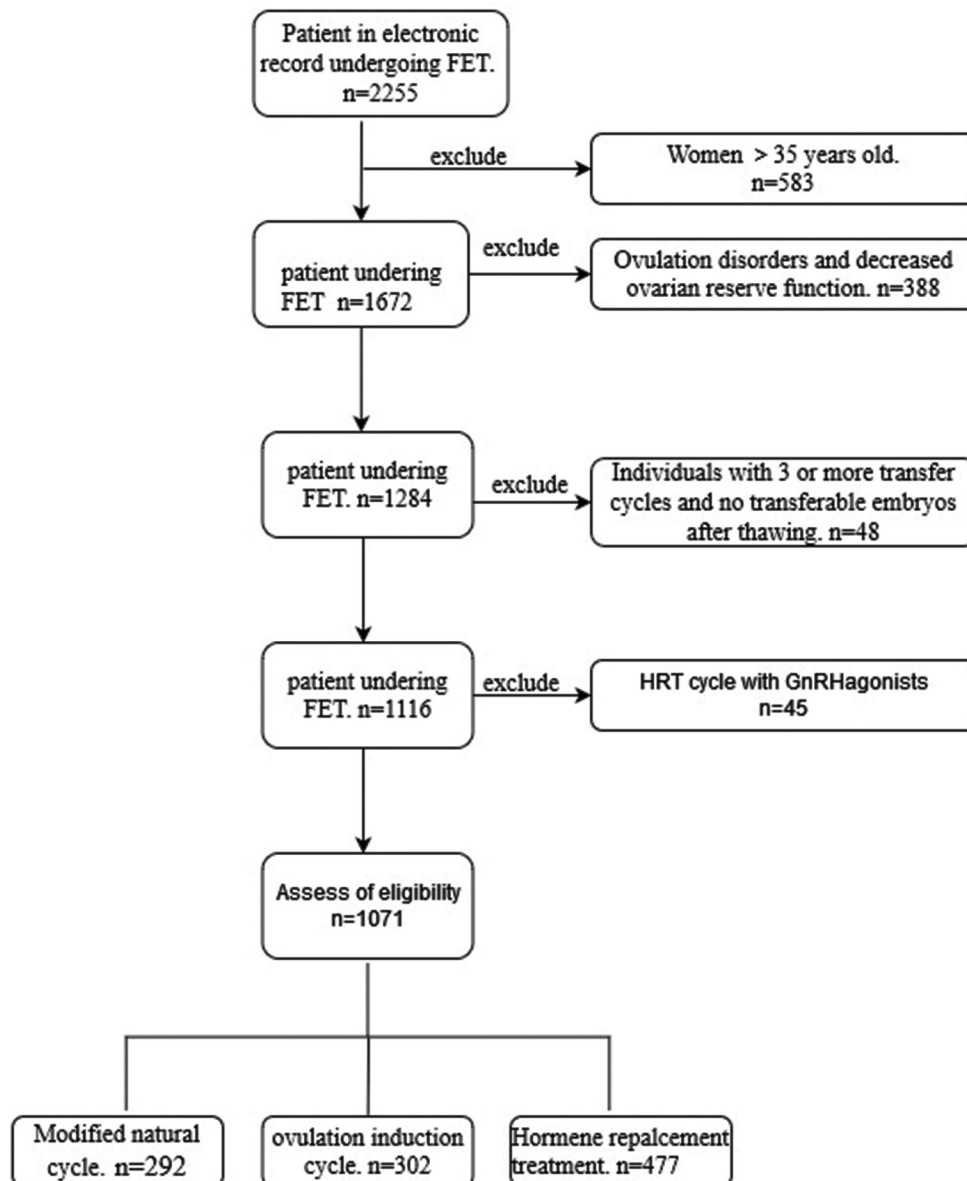 Patient in electronic
record undergoing FET.
n=2255
exclude
Women > 35 years old.
n=583
patient undering
FET n=1672
exclude
Ovulation disorders and decreased
ovarian reserve function. n=388
patient undering
FET. n=1284
exclude
Individuals with 3 or more transfer
cycles and no transferable embryos
after thawing. n=48
patient undering
FET. n=1116
exclude
HRT cycle with GnRHagonists
n=45
Assess of eligibility
n=1071
Modified natural
cycle. n=292
ovulation induction
cycle. n=302
Hormene repalcement
treatment. n=477